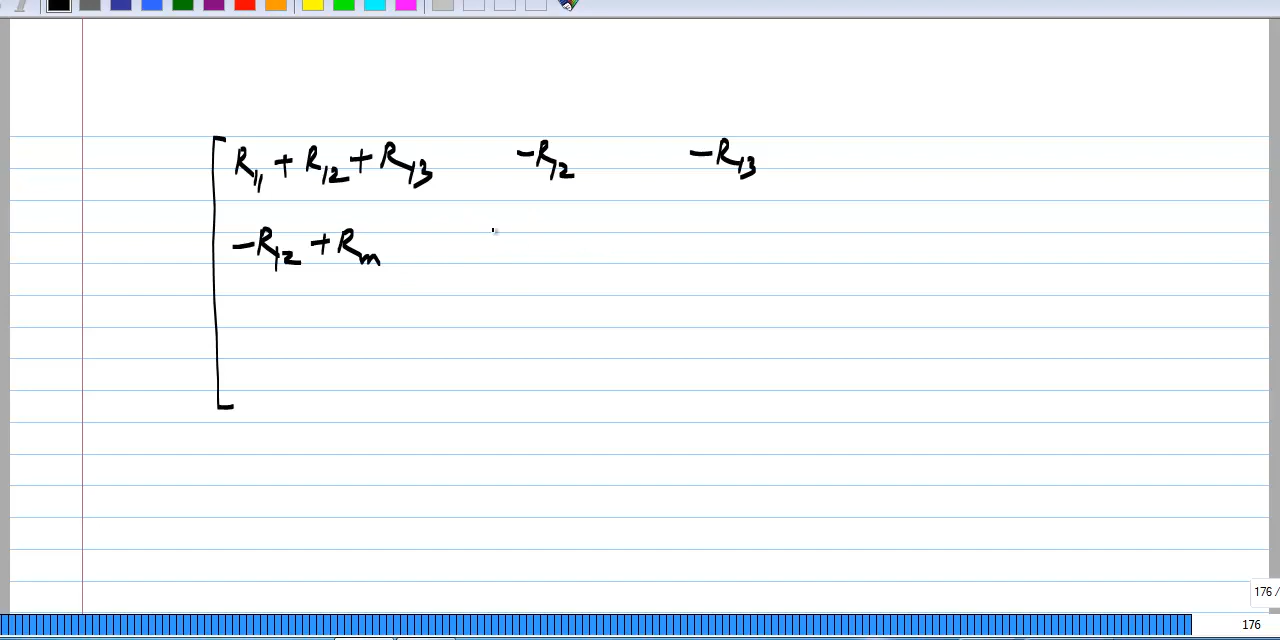 R₁₁ + R₁₂ + R₁₃ -R₁₂ -R₁₃
-R₁₂ + Rₘ
176 /
176